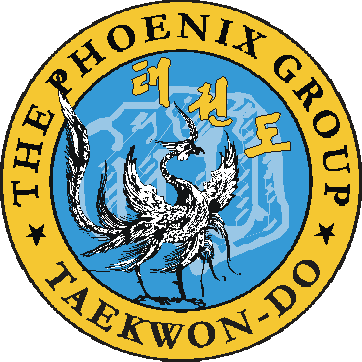 THE PHOENIX GROUP
태권도
★ TAEKWON-DO ★